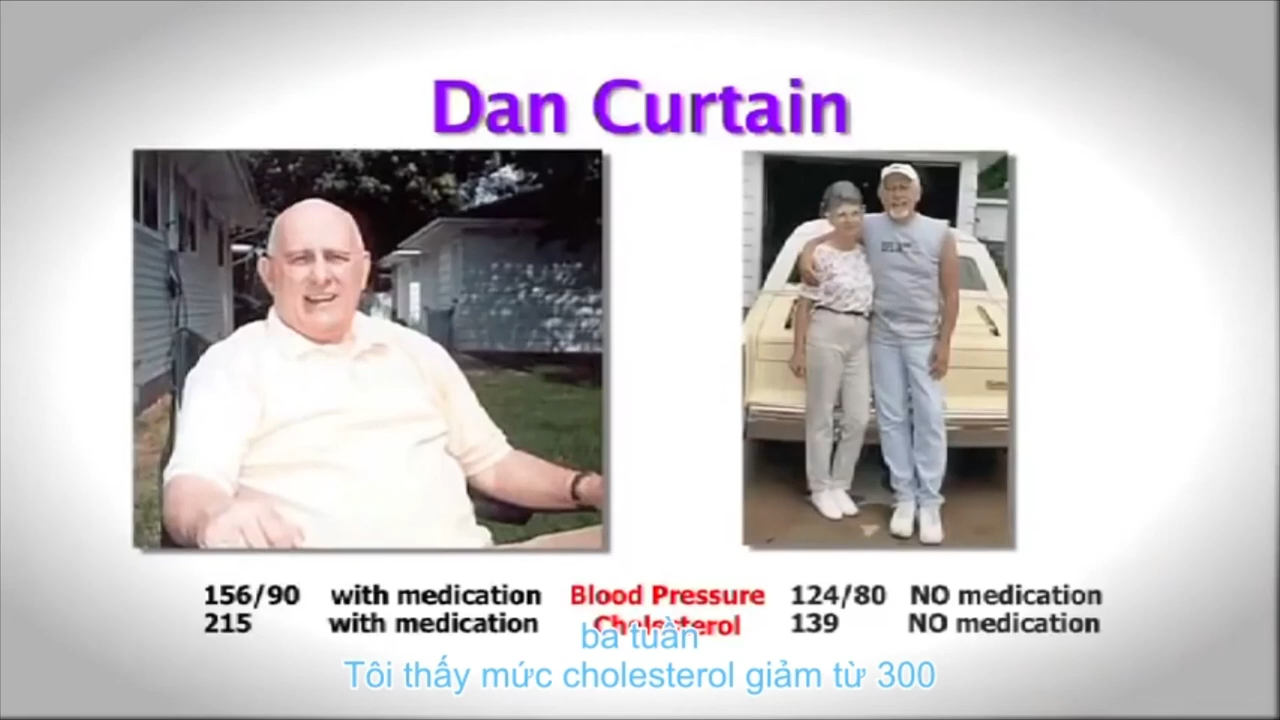 Dan Curtain
156/90 with medication Blood Pressure 124/80 NO medication
215 with medication Cholesterol 139 NO medication
ba tuần
Tôi thấy mức cholesterol giảm từ 300